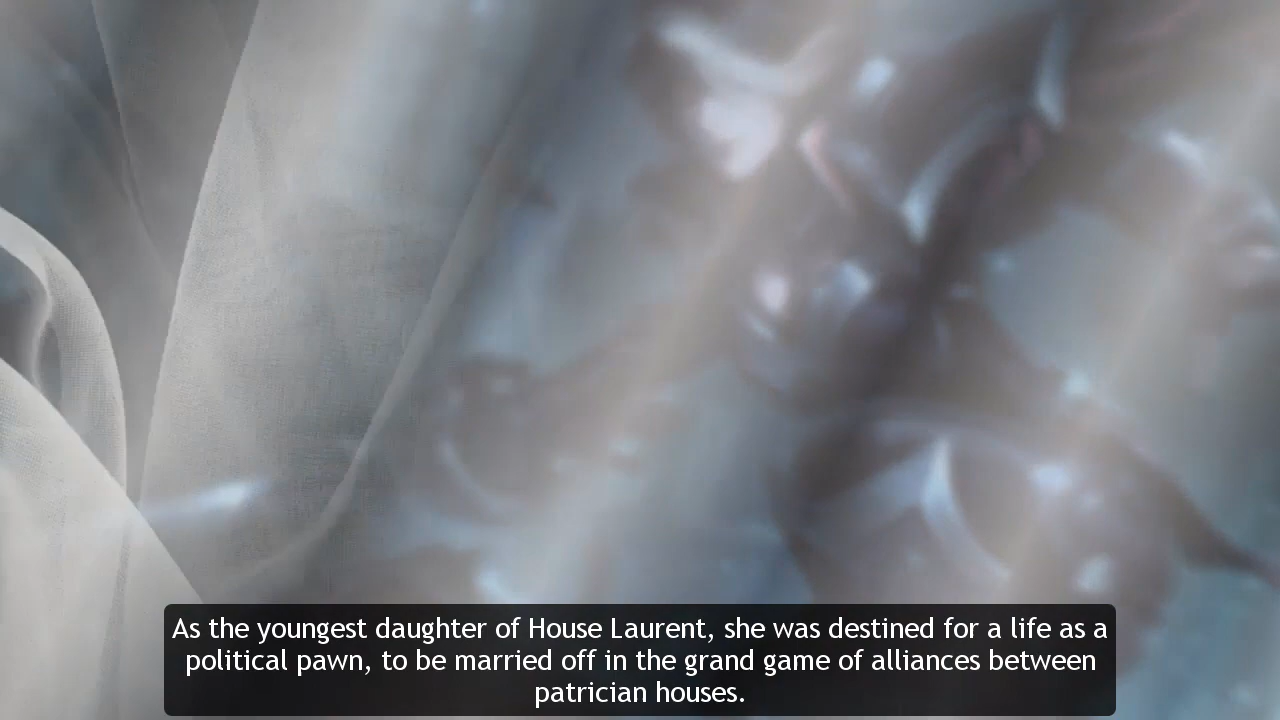 As the youngest daughter of House Laurent, she was destined for a life as a
political pawn, to be married off in the grand game of alliances between
patrician houses.